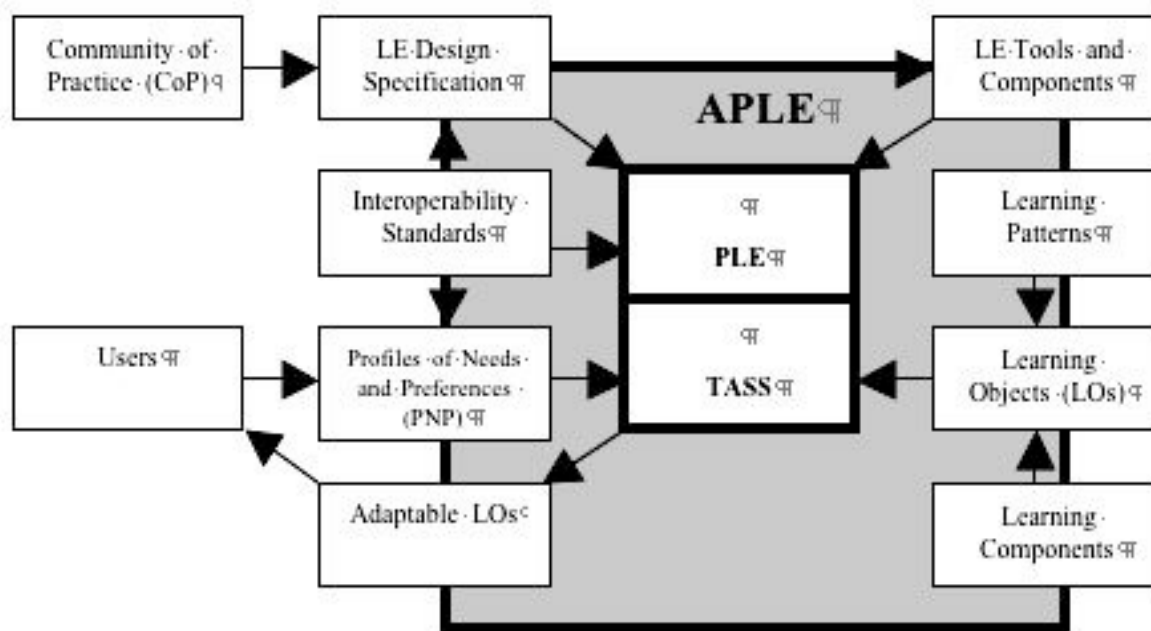 Community of
Practice (CoP)¶
LE Design
Specification¶
LE Tools and
Components¶
APLE¶
Interoperability
Standards¶
¶
PLE¶
Learning
Patterns¶
Users¶
Profiles of Needs
and Preferences
(PNP)¶
¶
TASS¶
Learning
Objects (LOs)¶
Adaptable LOs
Learning
Components¶